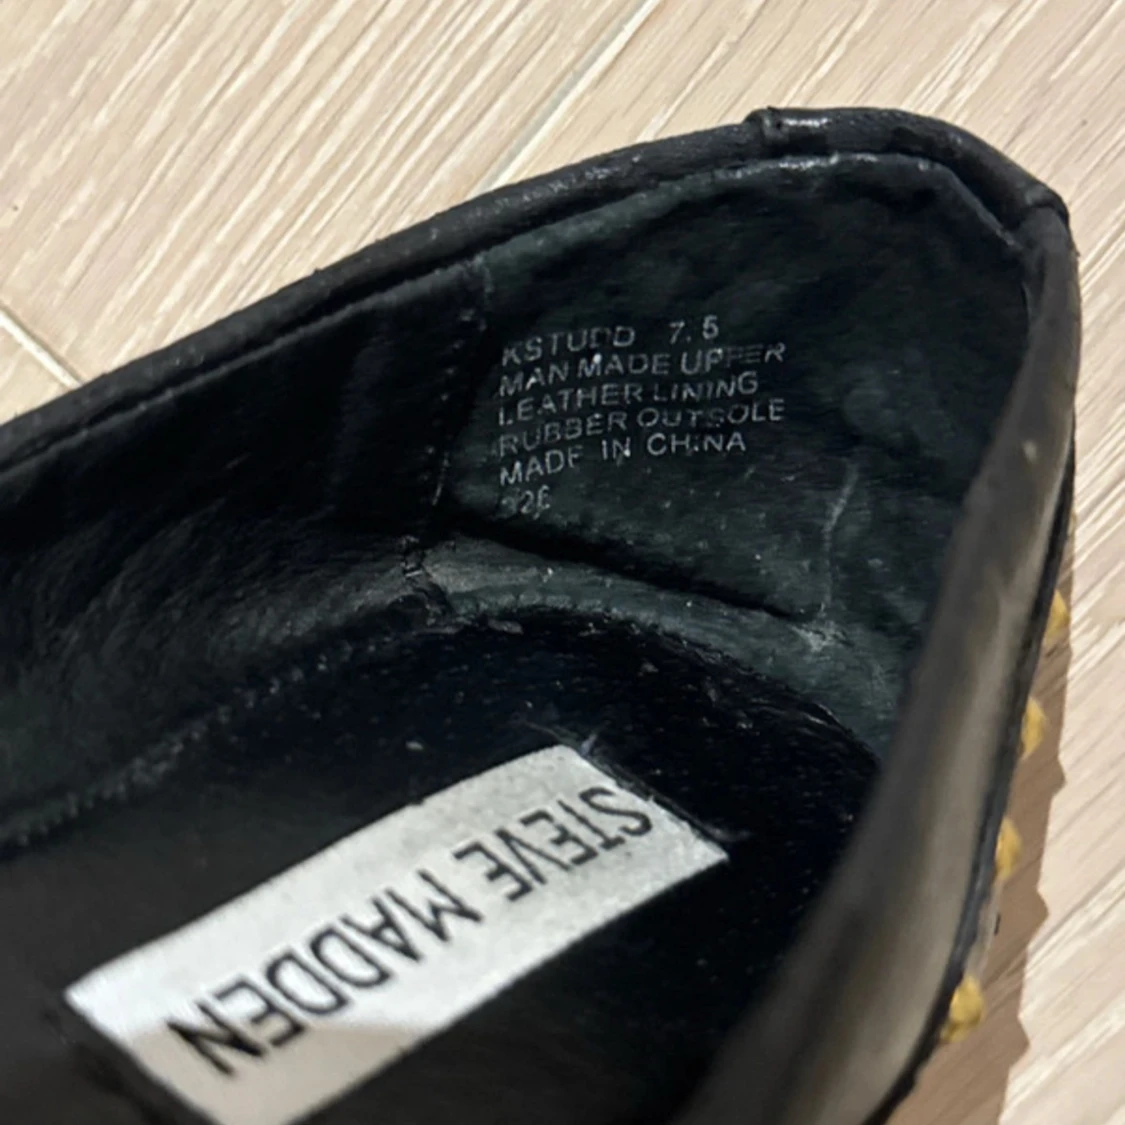 KSTUDD 7.5
MAN MADE UPPER
LEATHER LINING
RUBBER OUTSOLE
MADE IN CHINA
STEVE MADDEN